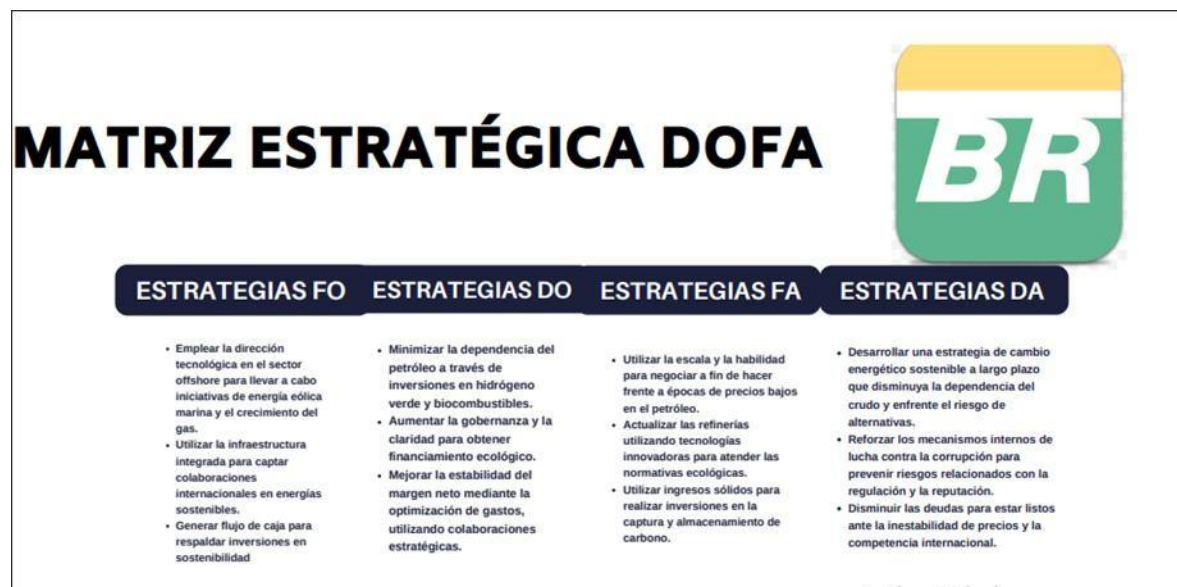 MATRIZ ESTRATÉGICA DOFA
BR
ESTRATEGIAS FO
• Emplear la dirección
tecnológica en el sector
offshore para llevar a cabo
iniciativas de energía eólica
marina y el crecimiento del
gas.
• Utilizar la infraestructura
integrada para captar
colaboraciones
internacionales en energías
sostenibles.
• Generar flujo de caja para
respaldar inversiones en
sostenibilidad
ESTRATEGIAS DO
• Minimizar la dependencia del
petróleo a través de
inversiones en hidrógeno
verde y biocombustibles.
• Aumentar la gobernanza y la
claridad para obtener
financiamiento ecológico.
• Mejorar la estabilidad del
margen neto mediante la
optimización de gastos,
utilizando colaboraciones
estratégicas.
ESTRATEGIAS FA
• Utilizar la escala y la habilidad
para negociar a fin de hacer
frente a épocas de precios bajos
en el petróleo.
• Actualizar las refinerías
utilizando tecnologías
innovadoras para atender las
normativas ecológicas.
• Utilizar ingresos sólidos para
realizar inversiones en la
captura y almacenamiento de
carbono.
ESTRATEGIAS DA
• Desarrollar una estrategia de cambio
energético sostenible a largo plazo
que disminuya la dependencia del
crudo y enfrente el riesgo de
alternativas.
• Reforzar los mecanismos internos de
lucha contra la corrupción para
prevenir riesgos relacionados con la
regulación y la reputación.
• Disminuir las deudas para estar listos
ante la inestabilidad de precios y la
competencia internacional.